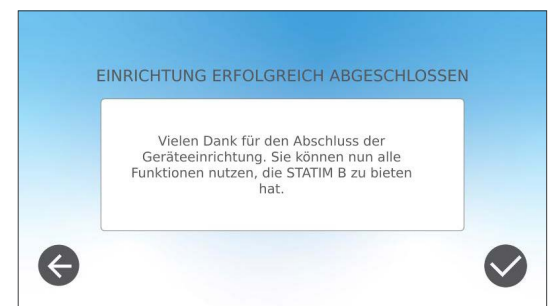 EINRICHTUNG ERFOLGREICH ABGESCHLOSSEN
Vielen Dank für den Abschluss der
Geräteeinrichtung. Sie können nun alle
Funktionen nutzen, die STATIM B zu bieten
hat.